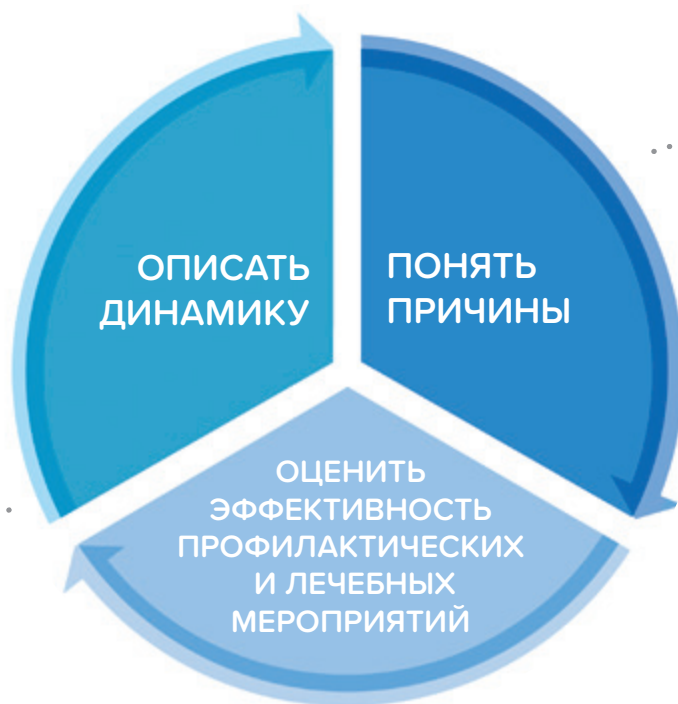 ОПИСАТЬ
ДИНАМИКУ
ПОНЯТЬ
ПРИЧИНЫ
ОЦЕНИТЬ
ЭФФЕКТИВНОСТЬ
ПРОФИЛАКТИЧЕСКИХ
И ЛЕЧЕБНЫХ
МЕРОПРИЯТИЙ